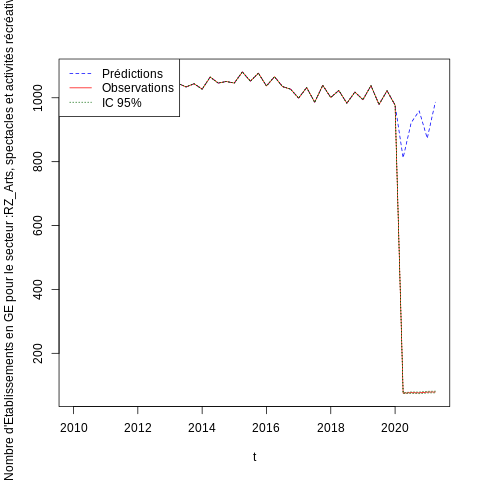 Nombre d'Etablissements en GE pour le secteur :RZ_Arts, spectacles et activités récréativ
Prédictions
Observations
IC 95%
1000
800
600
400
200
2010 2012 2014 2016 2018 2020
t